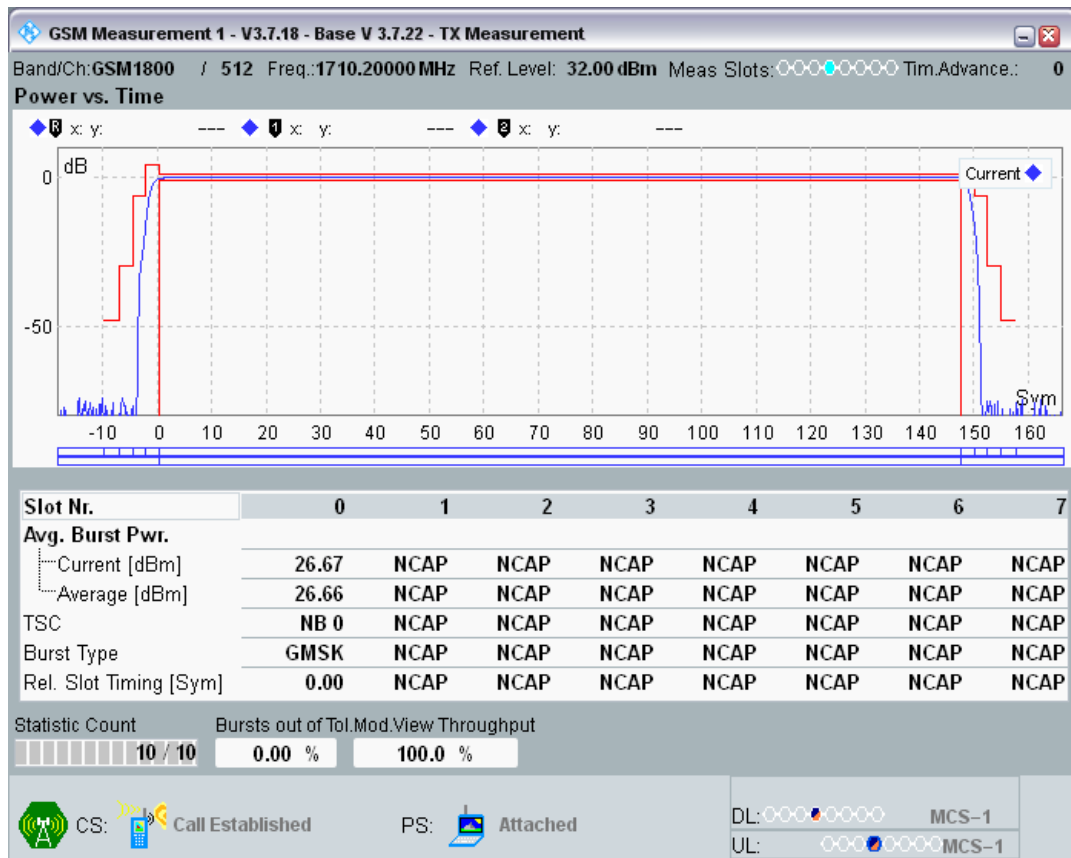 GSM Measurement 1 - V3.7.18 - Base V 3.7.22 - TX Measurement
Band/Ch:GSM1800 / 512 Freq.:1710.20000 MHz Ref. Level: 32.00 dBm Meas Slots: Tim.Advance.: 0
Power vs. Time
R x: y: --- 1 x: y: --- 2 x: y: ---
dB
0
Current
-50
Sym
-10 0 10 20 30 40 50 60 70 80 90 100 110 120 130 140 150 160
Slot Nr. 0 1 2 3 4 5 6 7
Avg. Burst Pwr.
Current [dBm] 26.67 NCAP NCAP NCAP NCAP NCAP NCAP NCAP
Average [dBm] 26.66 NCAP NCAP NCAP NCAP NCAP NCAP NCAP
TSC NB 0 NCAP NCAP NCAP NCAP NCAP NCAP NCAP
Burst Type GMSK NCAP NCAP NCAP NCAP NCAP NCAP NCAP
Rel. Slot Timing [Sym] 0.00 NCAP NCAP NCAP NCAP NCAP NCAP NCAP
Statistic Count Bursts out of Tol. Mod.View Throughput
10 / 10 0.00 % 100.0 %
CS: Call Established PS: Attached DL: MCS-1
UL: MCS-1